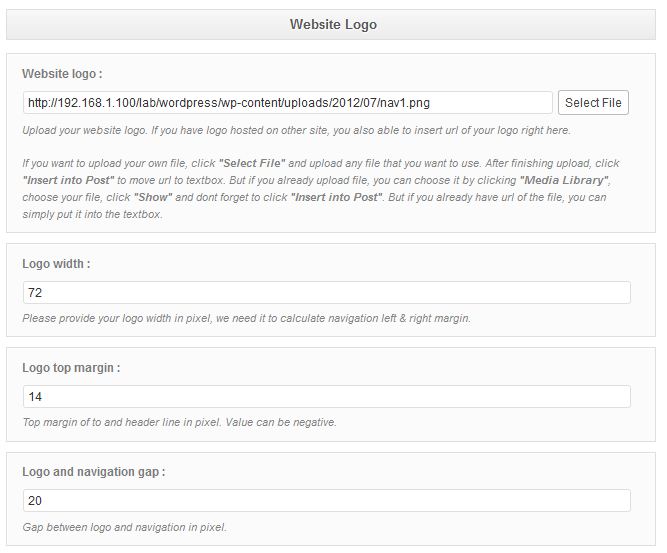 Website Logo
Website logo :
http://192.168.1.100/lab/wordpress/wp-content/uploads/2012/07/nav1.png
Select File
Upload your website logo. If you have logo hosted on other site, you also able to insert url of your logo right here.
If you want to upload your own file, click "Select File" and upload any file that you want to use. After finishing upload, click
"Insert into Post" to move url to textbox. But if you already upload file, you can choose it by clicking "Media Library",
choose your file, click "Show" and dont forget to click "Insert into Post". But if you already have url of the file, you can
simply put it into the textbox.
Logo width :
72
Please provide your logo width in pixel, we need it to calculate navigation left & right margin.
Logo top margin :
14
Top margin of to and header line in pixel. Value can be negative.
Logo and navigation gap :
20
Gap between logo and navigation in pixel.